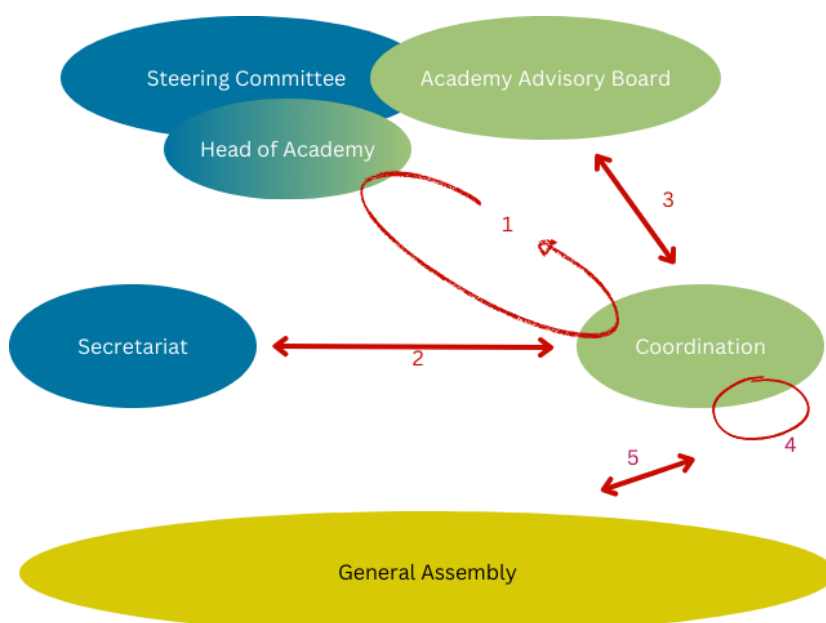 Steering Committee
Academy Advisory Board
Head of Academy
3
1
Secretariat
2
Coordination
4
5
General Assembly